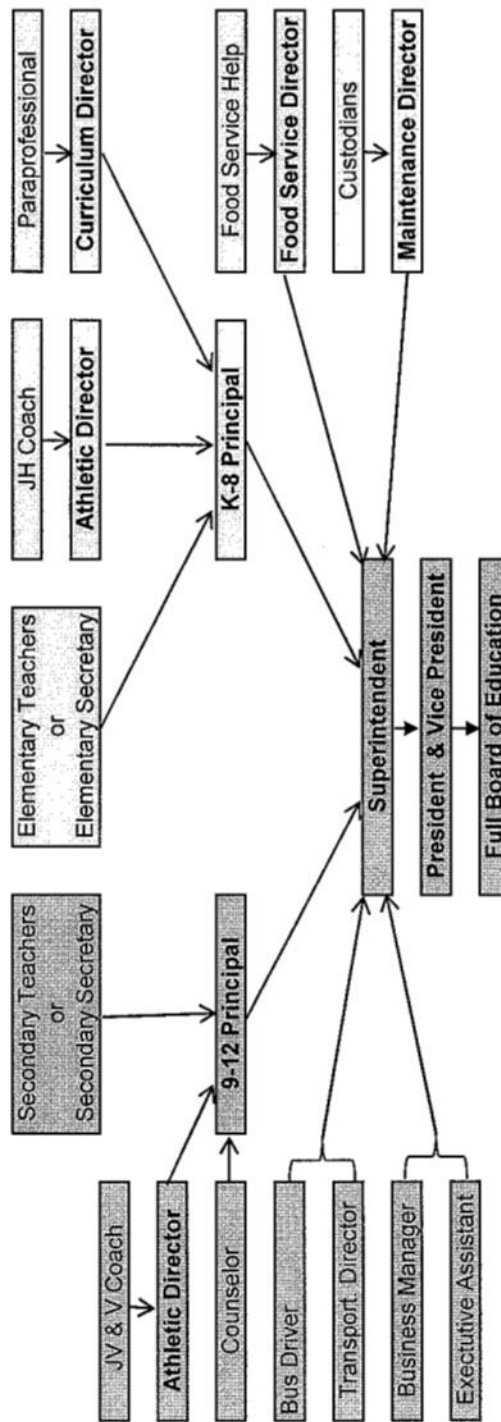 Secondary Teachers
or
Secondary Secretary
Elementary Teachers
or
Elementary Secretary
JH Coach
Paraprofessional
JV & V Coach
Athletic Director
Athletic Director
Curriculum Director
Counselor
9-12 Principal
K-8 Principal
Food Service Help
Bus Driver
Food Service Director
Transport. Director
Custodians
Superintendent
Business Manager
Maintenance Director
President & Vice President
Exectutive Assistant
Full Board of Education